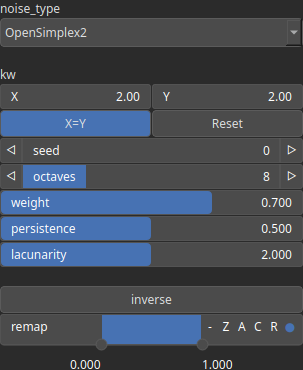 noise_type
OpenSimplex2
kw
X 2.00 Y 2.00
X=Y Reset
seed 0
octaves 8
weight 0.700
persistence 0.500
lacunarity 2.000
inverse
remap - Z A C R
0.000 1.000